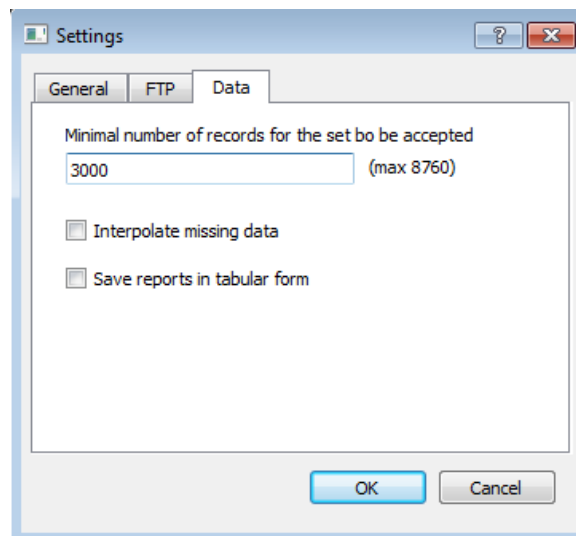 Settings
General FTP Data
Minimal number of records for the set bo be accepted
3000 (max 8760)
Interpolate missing data
Save reports in tabular form
OK Cancel